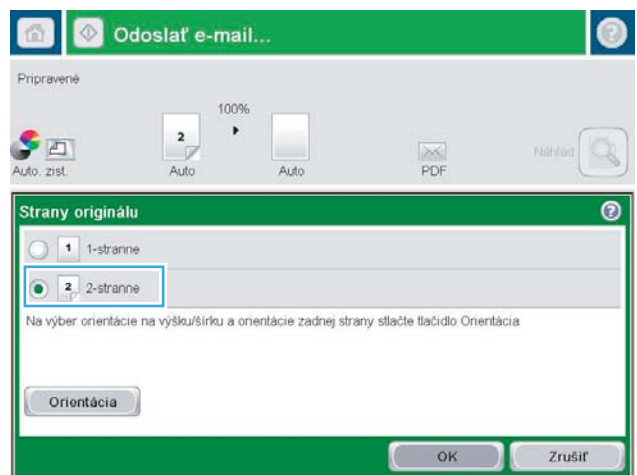 Odoslať e-mail...
Pripravené
100%
2
Auto. zist.
Auto
Auto
PDF
Náhľad
Strany originálu
1 1-stranne
2 2-stranne
Na výber orientácie na výšku/šírku a orientácie zadnej strany stlačte tlačidlo Orientácia
Orientácia
OK
Zrušiť